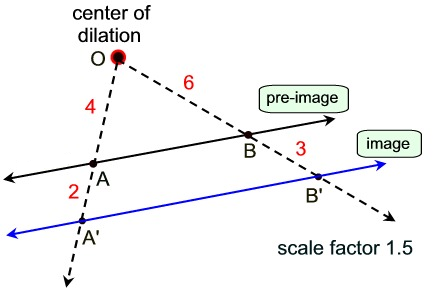 center of
dilation
O
6
4
pre-image
B
image
3
A
2
B'
A'
scale factor 1.5